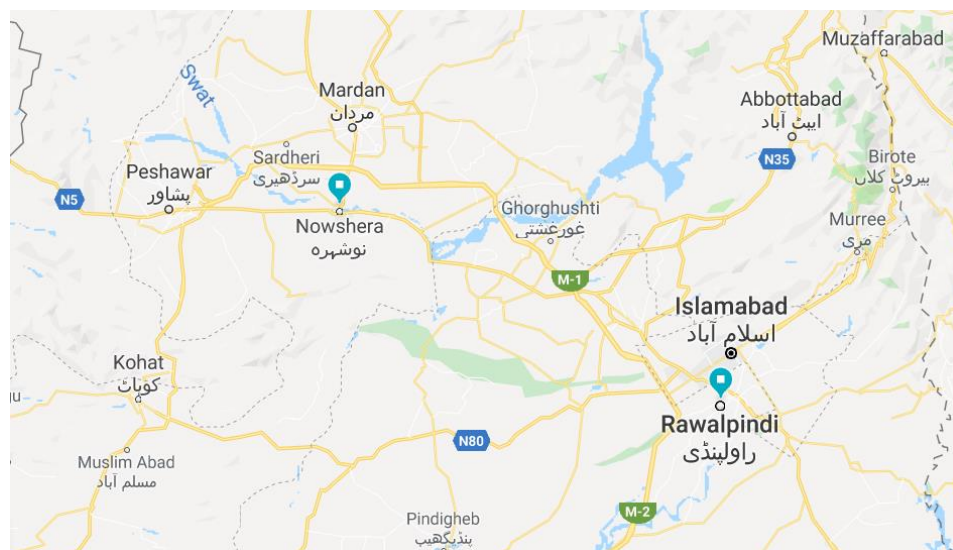 Muzaffarabad
Swat
Mardan
مردان
Abbottabad
ایبٹ آباد
Sardheri
سرڈھیری
N35
Birote
بیروٹ کلاں
Peshawar
پشاور
N5
Nowshera
نوشہرہ
Ghorghushti
غورغشتی
Murree
مری
M-1
Islamabad
اسلام آباد
Kohat
کوہاٹ
gu
Rawalpindi
راولپنڈی
N80
Muslim Abad
مسلم آباد
M-2
Pindigheb
پنڈیگھیب